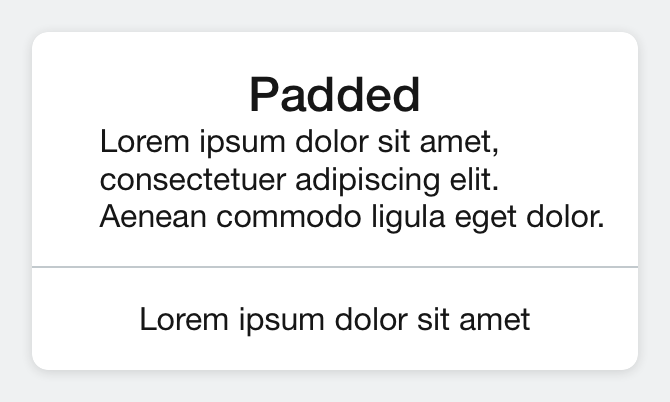 Padded
Lorem ipsum dolor sit amet,
consectetuer adipiscing elit.
Aenean commodo ligula eget dolor.
Lorem ipsum dolor sit amet